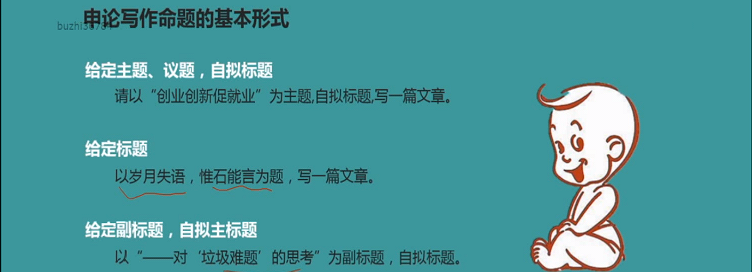 申论写作命题的基本形式
给定主题、议题，自拟标题
请以“创业创新促就业”为主题,自拟标题,写一篇文章。
给定标题
以岁月失语，惟石能言为题，写一篇文章。
给定副标题，自拟主标题
以“——对‘垃圾难题’的思考”为副标题，自拟标题。